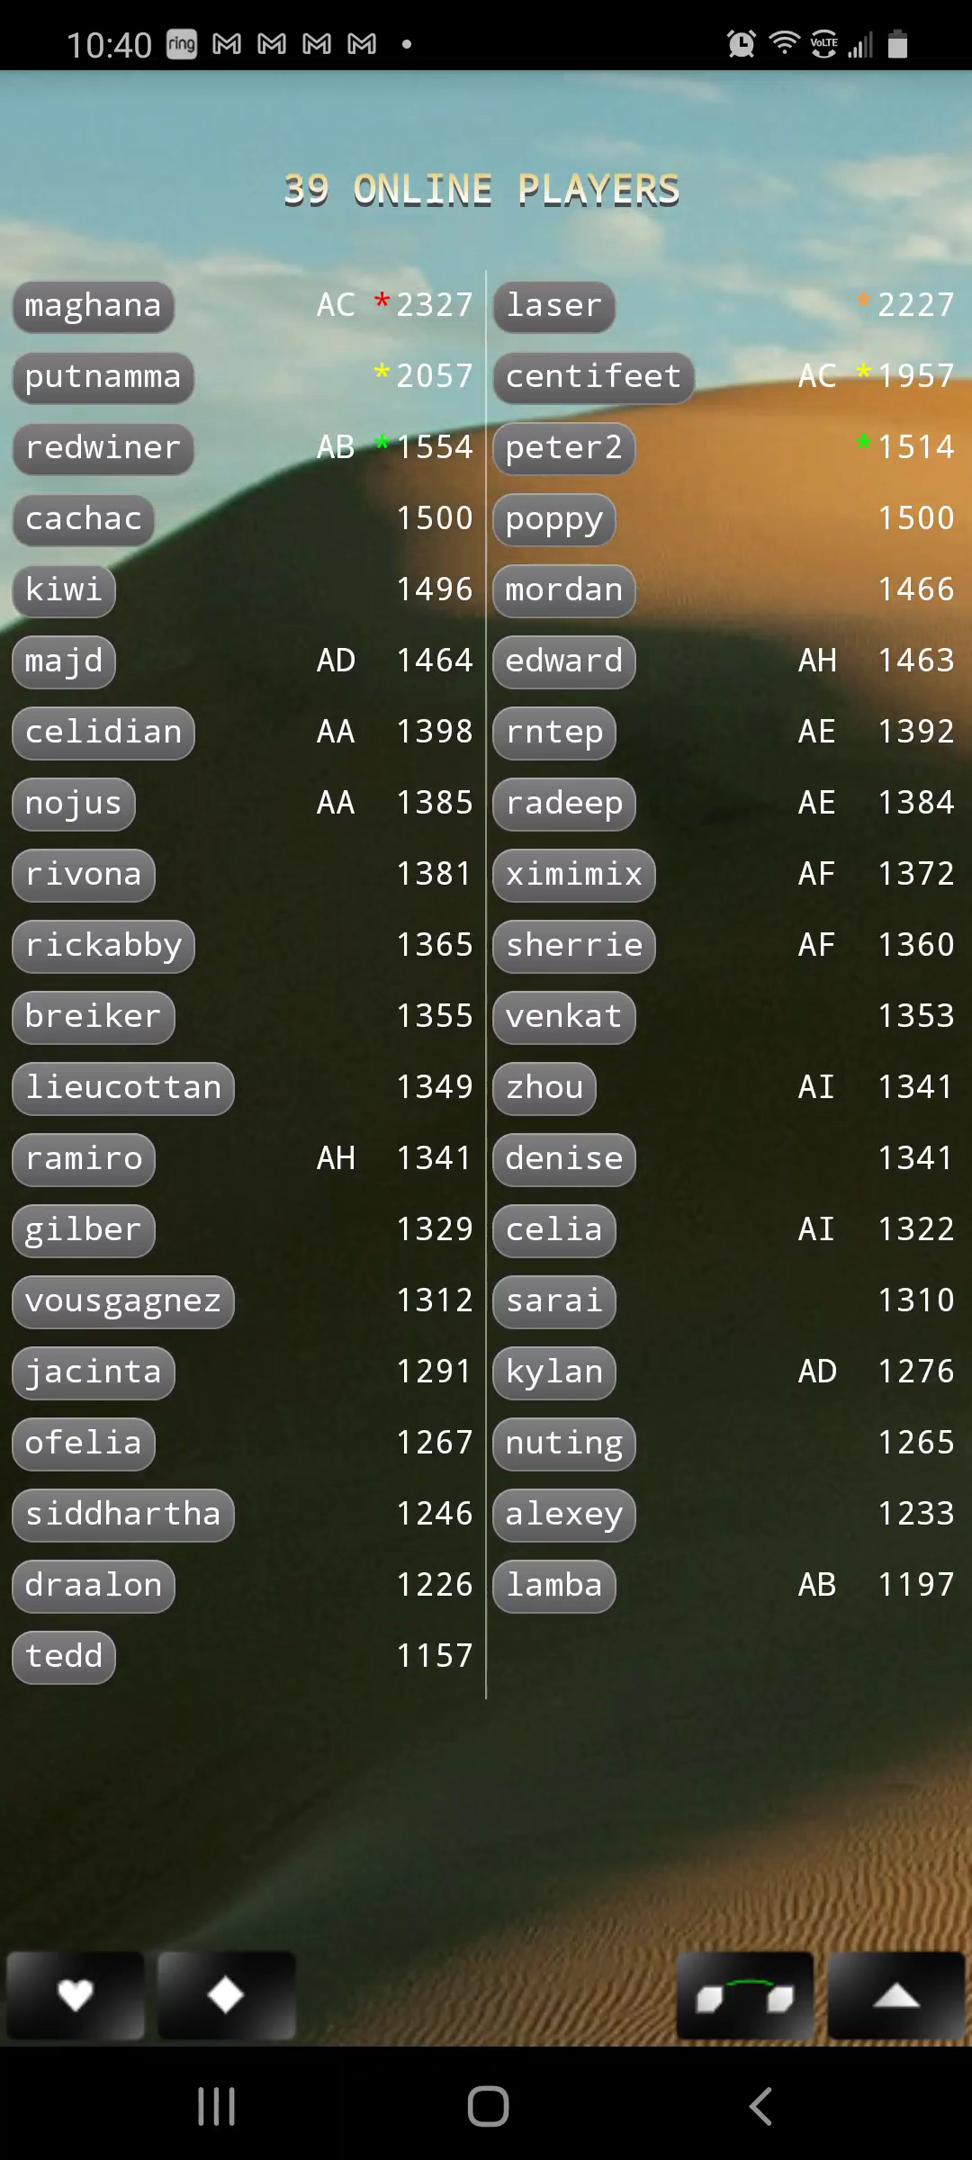 10:40 ring VoLTE
39 ONLINE PLAYERS
maghana AC *2327 laser *2227
putnamma *2057 centifeet AC *1957
redwiner AB *1554 peter2 *1514
cachac 1500 poppy 1500
kiwi 1496 mordan 1466
majd AD 1464 edward AH 1463
celidian AA 1398 rntep AE 1392
nojus AA 1385 radeep AE 1384
rivona 1381 ximimix AF 1372
rickabby 1365 sherrie AF 1360
breiker 1355 venkat 1353
lieucottan 1349 zhou AI 1341
ramiro AH 1341 denise 1341
gilber 1329 celia AI 1322
vousgagnez 1312 sarai 1310
jacinta 1291 kylan AD 1276
ofelia 1267 nuting 1265
siddhartha 1246 alexey 1233
draalon 1226 lamba AB 1197
tedd 1157